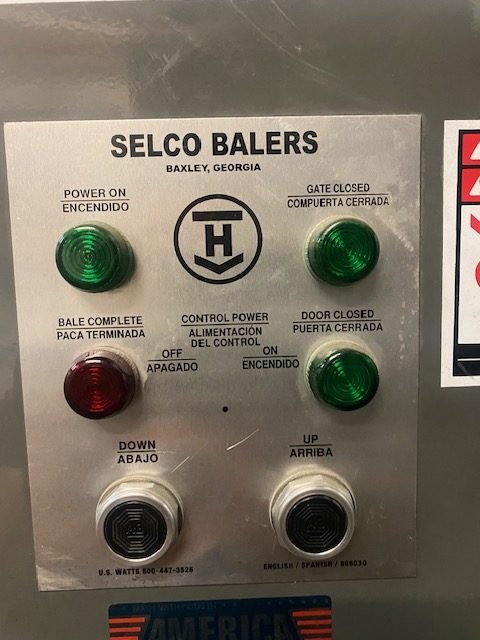 SELCO BALERS
BAXLEY, GEORGIA
POWER ON
ENCENDIDO
GATE CLOSED
COMPUERTA CERRADA
H
BALE COMPLETE
PACA TERMINADA
CONTROL POWER
ALIMENTACIÓN
DEL CONTROL
DOOR CLOSED
PUERTA CERRADA
OFF
APAGADO
ON
ENCENDIDO
DOWN
ABAJO
UP
ARRIBA
U.S. WATTS 800-447-3526
ENGLISH / SPANISH / 868030
AMERICA